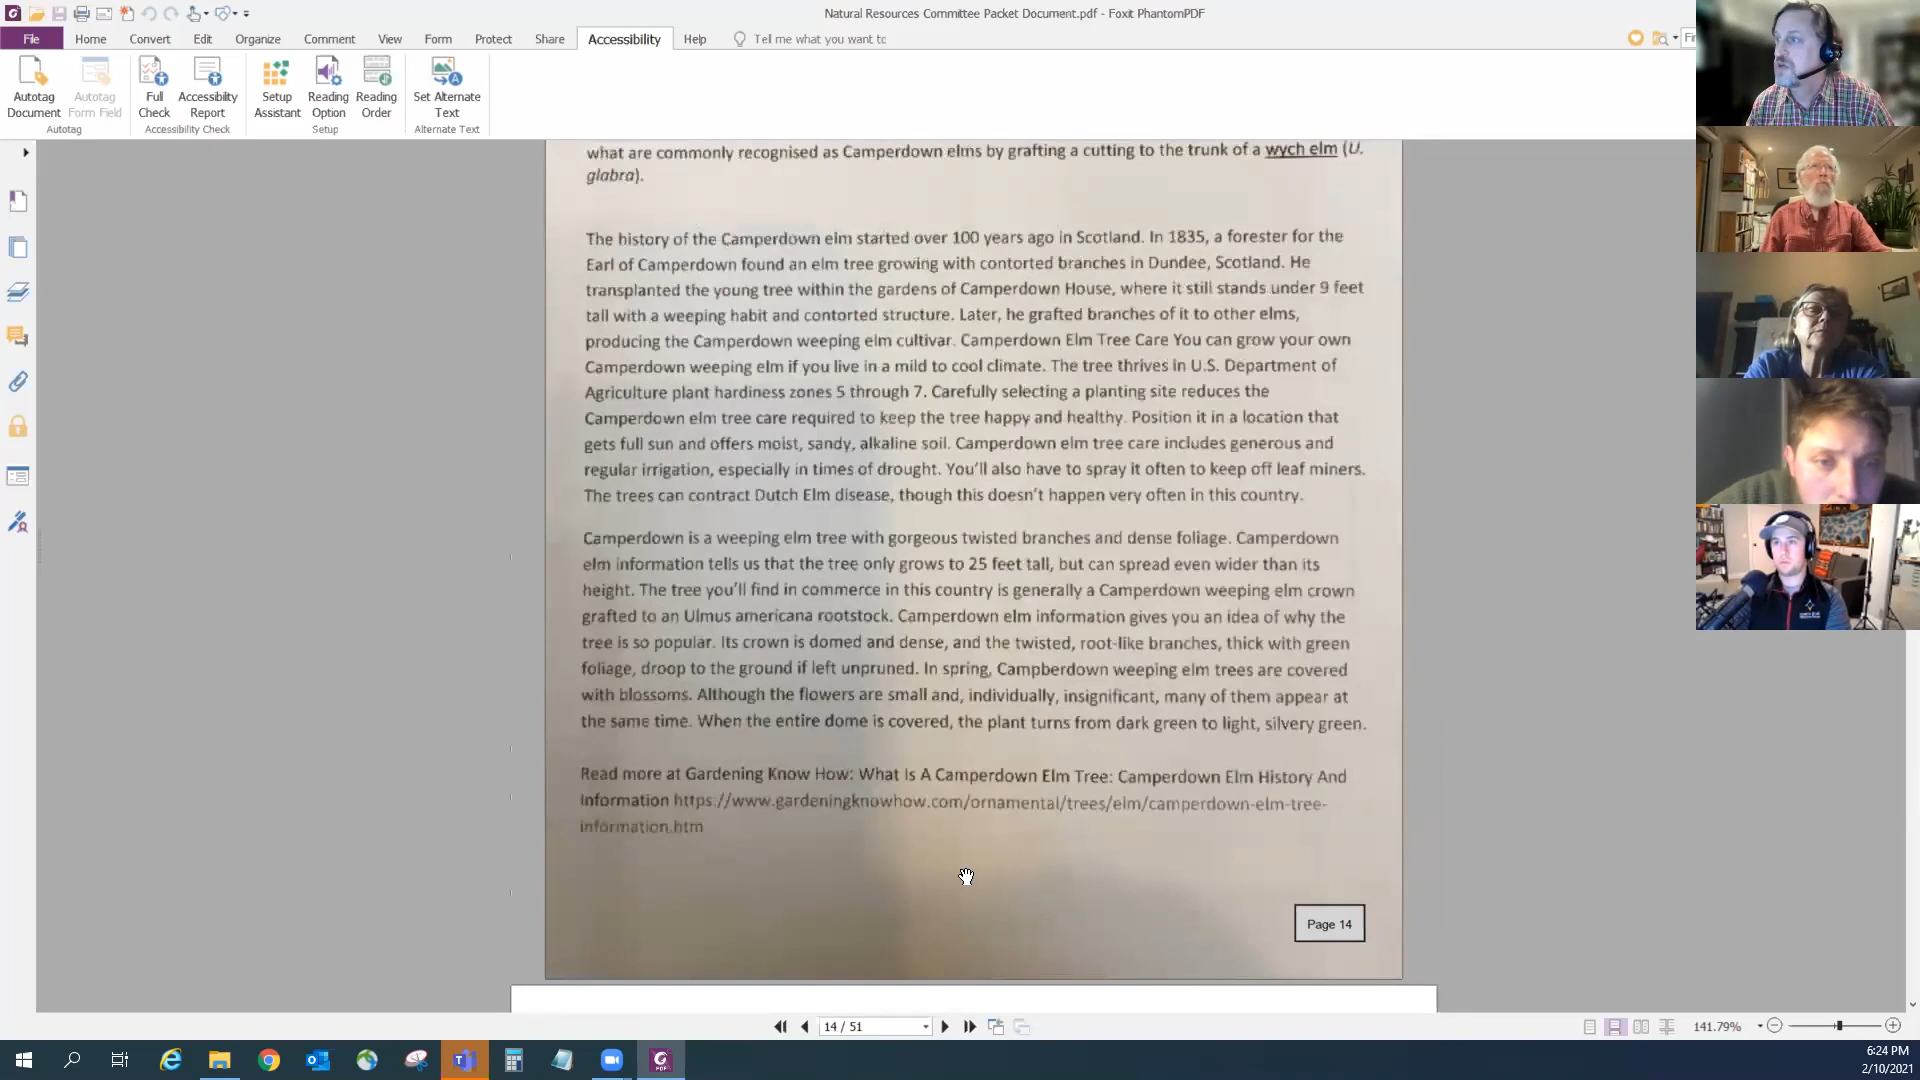 Natural Resources Committee Packet Document.pdf - Foxit PhantomPDF
File Home Convert Edit Organize Comment View Form Protect Share Accessibility Help Tell me what you want to
Autotag Document
Autotag Form Field
Full Check
Accessibility Report
Setup Assistant
Reading Option
Reading Order
Set Alternate Text
Autotag Accessibility Check Setup Alternate Text
what are commonly recognised as Camperdown elms by grafting a cutting to the trunk of a wych elm (U.
glabra).
The history of the Camperdown elm started over 100 years ago in Scotland. In 1835, a forester for the
Earl of Camperdown found an elm tree growing with contorted branches in Dundee, Scotland. He
transplanted the young tree within the gardens of Camperdown House, where it still stands under 9 feet
tall with a weeping habit and contorted structure. Later, he grafted branches of it to other elms,
producing the Camperdown weeping elm cultivar. Camperdown Elm Tree Care You can grow your own
Camperdown weeping elm if you live in a mild to cool climate. The tree thrives in U.S. Department of
Agriculture plant hardiness zones 5 through 7. Carefully selecting a planting site reduces the
Camperdown elm tree care required to keep the tree happy and healthy. Position it in a location that
gets full sun and offers moist, sandy, alkaline soil. Camperdown elm tree care includes generous and
regular irrigation, especially in times of drought. You'll also have to spray it often to keep off leaf miners.
The trees can contract Dutch Elm disease, though this doesn't happen very often in this country.
Camperdown is a weeping elm tree with gorgeous twisted branches and dense foliage. Camperdown
elm information tells us that the tree only grows to 25 feet tall, but can spread even wider than its
height. The tree you'll find in commerce in this country is generally a Camperdown weeping elm crown
grafted to an Ulmus americana rootstock. Camperdown elm information gives you an idea of why the
tree is so popular. Its crown is domed and dense, and the twisted, root-like branches, thick with green
foliage, droop to the ground if left unpruned. In spring, Campberdown weeping elm trees are covered
with blossoms. Although the flowers are small and, individually, insignificant, many of them appear at
the same time. When the entire dome is covered, the plant turns from dark green to light, silvery green.
Read more at Gardening Know How: What Is A Camperdown Elm Tree: Camperdown Elm History And
Information https://www.gardeningknowhow.com/ornamental/trees/elm/camperdown-elm-tree-
information.htm
Page 14
14 / 51
141.79%
6:24 PM
2/10/2021